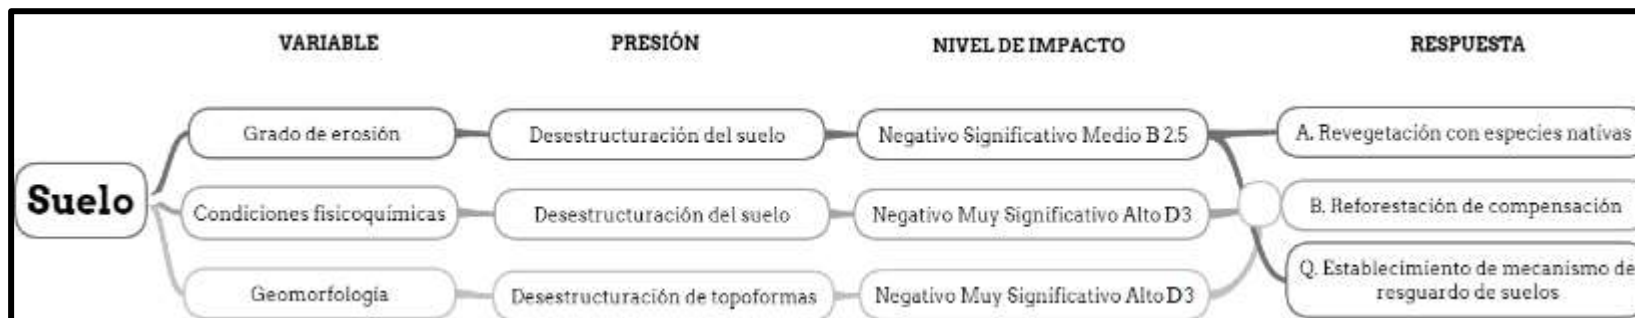 VARIABLE PRESIÓN NIVEL DE IMPACTO RESPUESTA
Grado de erosión Desestructuración del suelo Negativo Significativo Medio B 2.5 A. Revegetación con especies nativas
Suelo
Condiciones fisicoquímicas Desestructuración del suelo Negativo Muy Significativo Alto D3 B. Reforestación de compensación
Geomorfología Desestructuración de topoformas Negativo Muy Significativo Alto D3 Q. Establecimiento de mecanismo de
resguardo de suelos